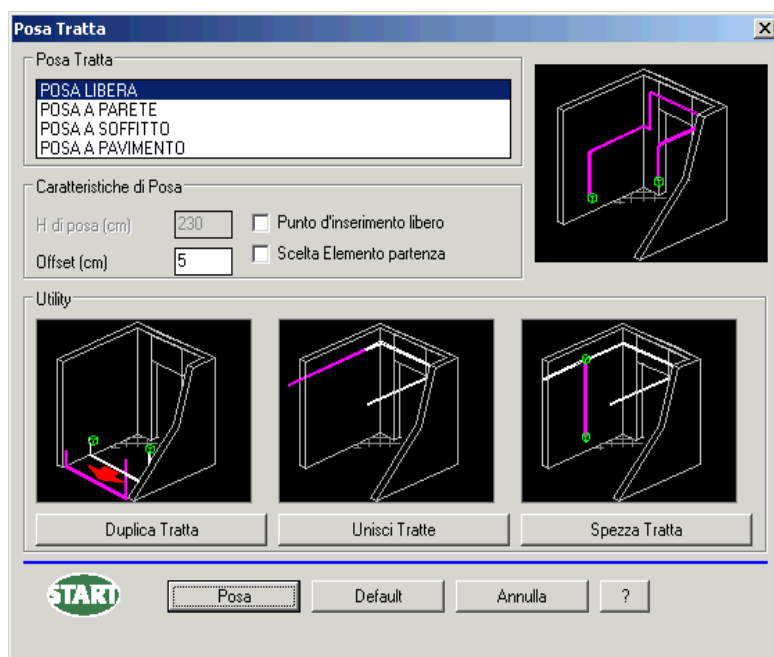 Posa Tratta
Posa Tratta
POSA LIBERA
POSA A PARETE
POSA A SOFFITTO
POSA A PAVIMENTO
Caratteristiche di Posa
H di posa (cm) 230 Punto d'inserimento libero
Offset (cm) 5 Scelta Elemento partenza
Utility
Duplica Tratta Unisci Tratte Spezza Tratta
START Posa Default Annulla ?